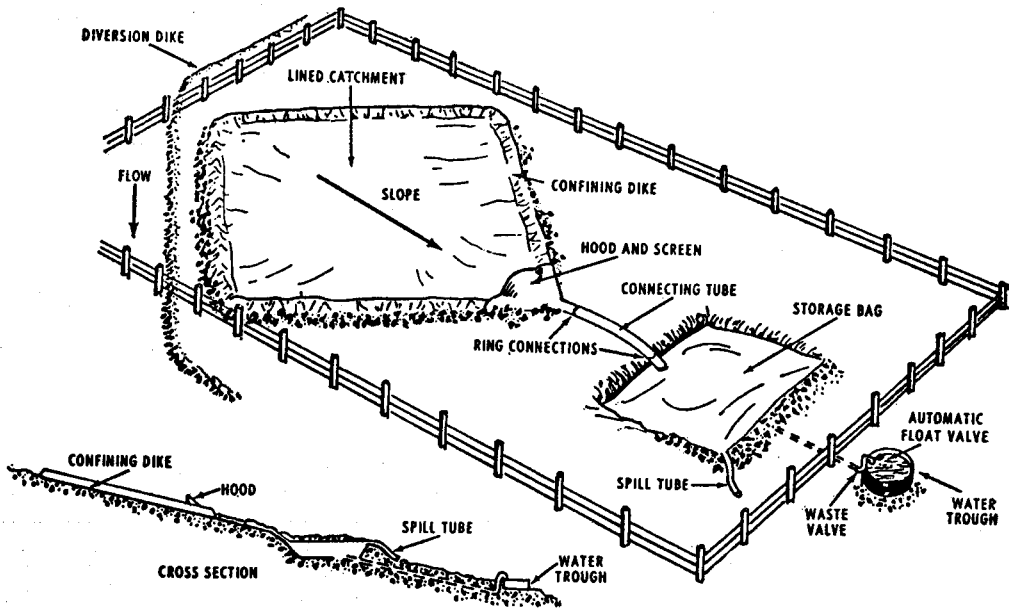 DIVERSION DIKE
LINED CATCHMENT
FLOW
SLOPE
CONFINING DIKE
HOOD AND SCREEN
CONNECTING TUBE
STORAGE BAG
RING CONNECTIONS
AUTOMATIC
FLOAT VALVE
SPILL TUBE
WASTE
VALVE
WATER
TROUGH
CONFINING DIKE
HOOD
SPILL TUBE
WATER
TROUGH
CROSS SECTION